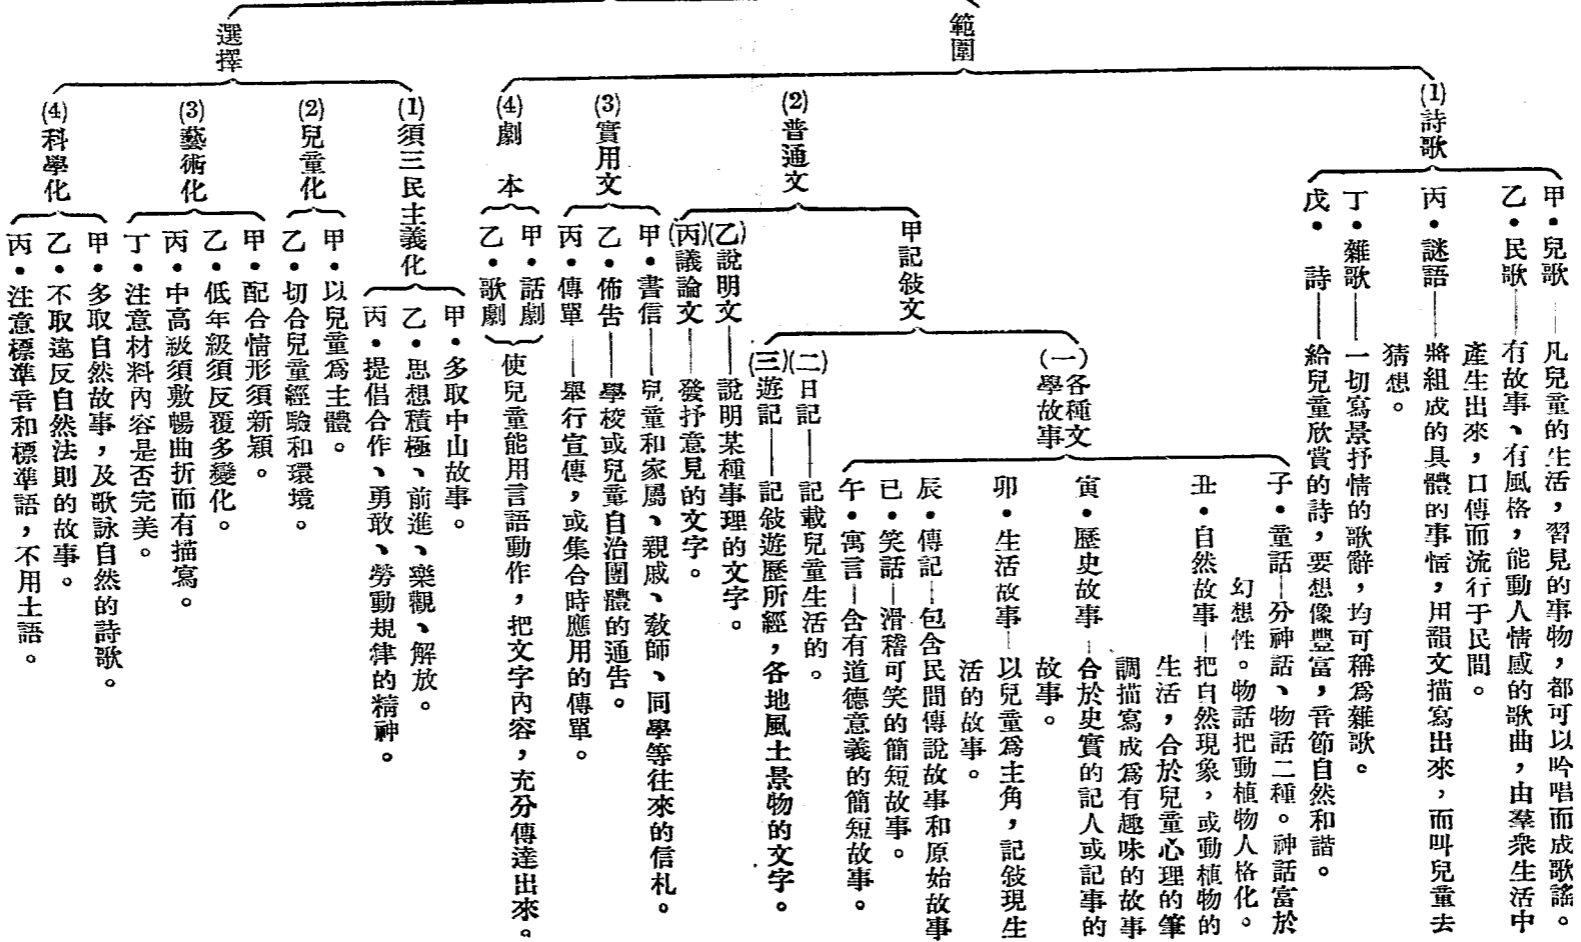 範圍
(1)詩歌
甲・兒歌——凡兒童的生活，習見的事物，都可以吟唱而成歌謠。
乙・民歌——有故事、有風格，能動人情感的歌曲，由羣衆生活中
產生出來，口傳而流行于民間。
丙・謎語——將組成的具體的事情，用韻文描寫出來，而叫兒童去
猜想。
丁・雜歌——一切寫景抒情的歌辭，均可稱爲雜歌。
戊・　詩——給兒童欣賞的詩，要想像豐富，音節自然和諧。
(2)普通文
甲記敍文
(一)各種文
學故事
子・童話—分神話、物話二種。神話富於
幻想性。物話把動植物人格化。
丑・自然故事—把自然現象，或動植物的
生活，合於兒童心理的筆
調描寫成爲有趣味的故事
寅・歷史故事—合於史實的記人或記事的
故事。
卯・生活故事—以兒童爲主角，記敍現生
活的故事。
辰・傳記—包含民間傳說故事和原始故事
巳・笑話—滑稽可笑的簡短故事。
午・寓言—含有道德意義的簡短故事。
(二)日記——記載兒童生活的。
(三)遊記——記敍遊歷所經，各地風土景物的文字。
(乙)說明文——說明某種事理的文字。
(丙)議論文——發抒意見的文字。
(3)實用文
甲・書信——兒童和家屬、親戚、敎師、同學等往來的信札。
乙・佈告——學校或兒童自治團體的通告。
丙・傳單——舉行宣傳，或集合時應用的傳單。
(4)劇　本
甲・話劇
乙・歌劇
使兒童能用言語動作，把文字內容，充分傳達出來。
選擇
(1)須三民主義化
甲・多取中山故事。
乙・思想積極、前進、樂觀、解放。
丙・提倡合作、勇敢、勞動規律的精神。
(2)兒童化
甲・以兒童爲主體。
乙・切合兒童經驗和環境。
(3)藝術化
甲・配合情形須新穎。
乙・低年級須反覆多變化。
丙・中高級須敷暢曲折而有描寫。
丁・注意材料內容是否完美。
(4)科學化
甲・多取自然故事，及歌詠自然的詩歌。
乙・不取違反自然法則的故事。
丙・注意標準音和標準語，不用土語。